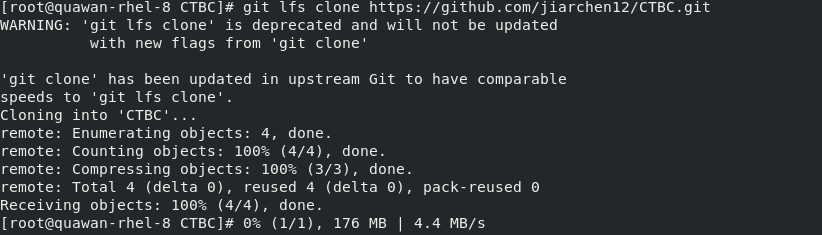 [root@quawan-rhel-8 CTBC]# git lfs clone https://github.com/jiarchen12/CTBC.git
WARNING: 'git lfs clone' is deprecated and will not be updated
          with new flags from 'git clone'
'git clone' has been updated in upstream Git to have comparable
speeds to 'git lfs clone'.
Cloning into 'CTBC'...
remote: Enumerating objects: 4, done.
remote: Counting objects: 100% (4/4), done.
remote: Compressing objects: 100% (3/3), done.
remote: Total 4 (delta 0), reused 4 (delta 0), pack-reused 0
Receiving objects: 100% (4/4), done.
[root@quawan-rhel-8 CTBC]# 0% (1/1), 176 MB | 4.4 MB/s